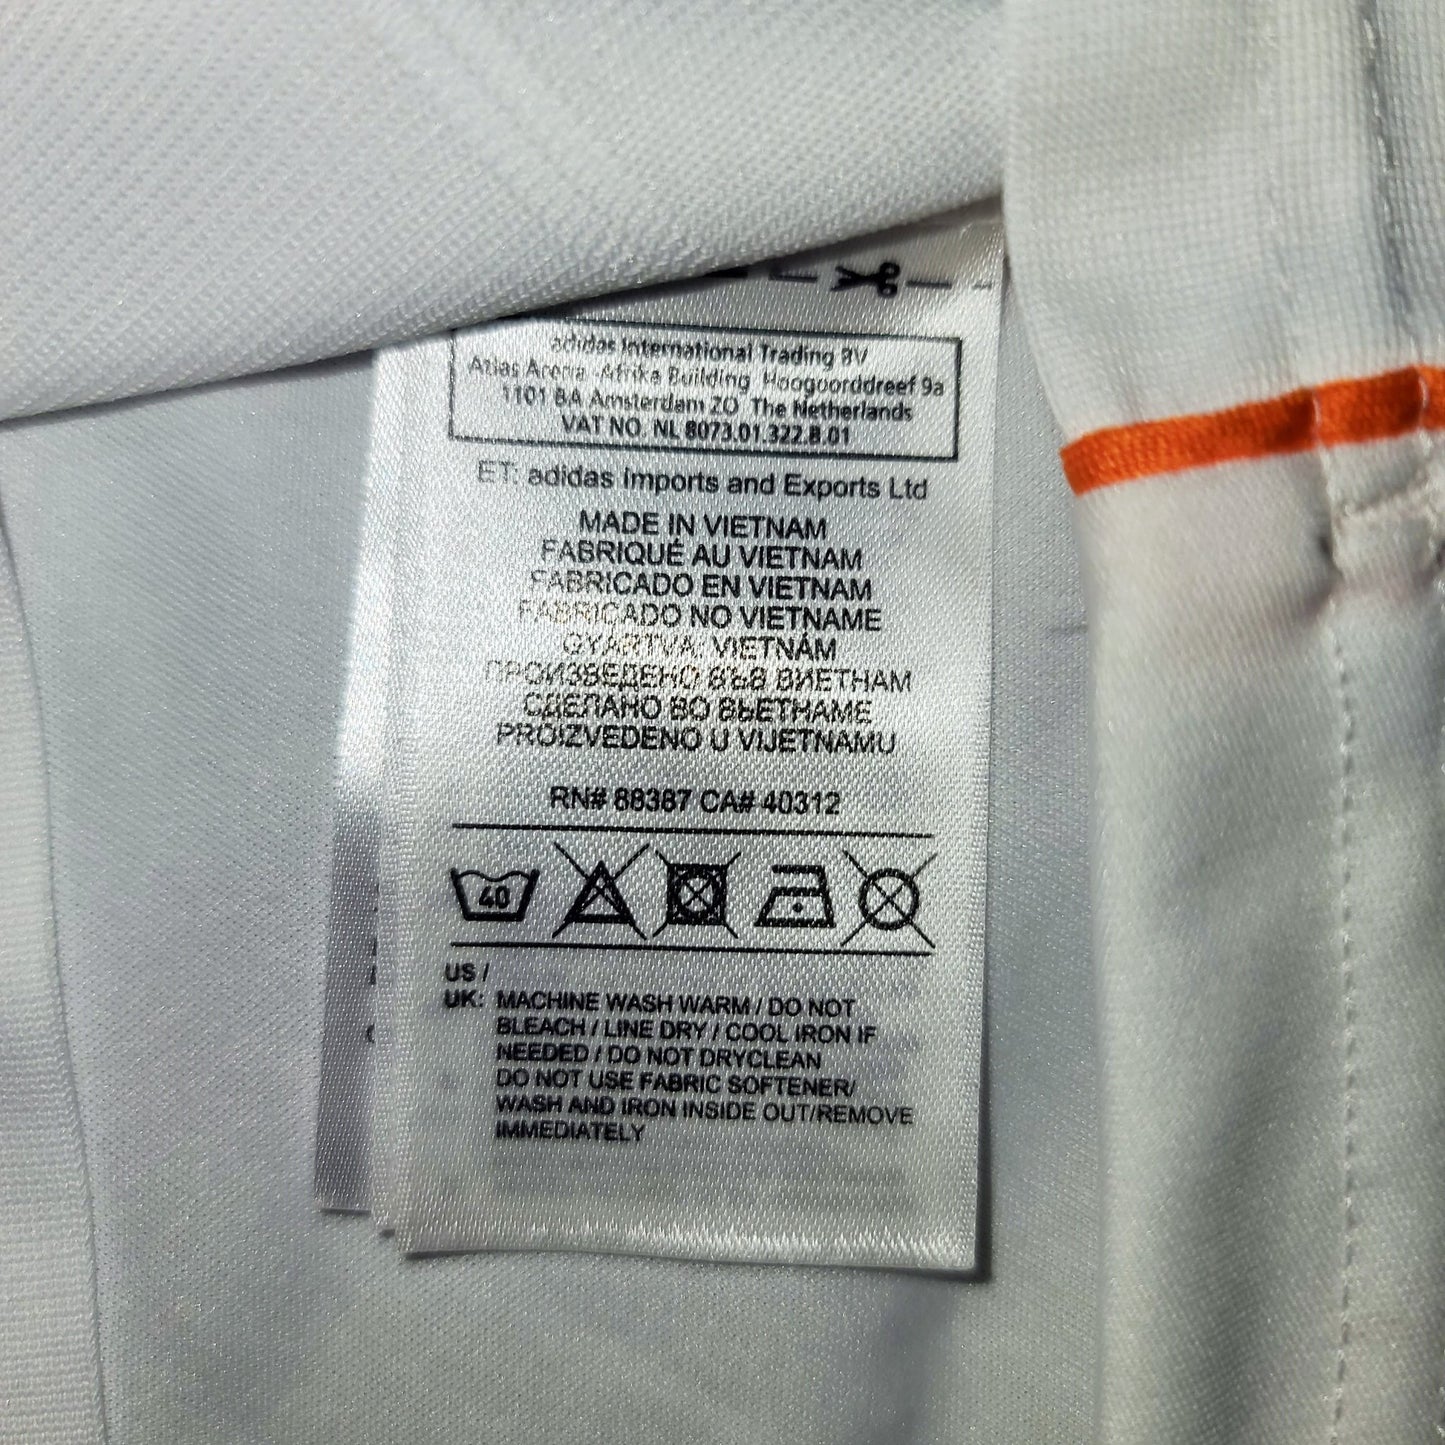 adidas International Trading BV
Atlas Arena -Afrika Building, Hoogoorddreef 9a
1101 BA Amsterdam ZO The Netherlands
VAT NO. NL 8073.01.322.B.01
ET: adidas Imports and Exports Ltd
MADE IN VIETNAM
FABRIQUÉ AU VIETNAM
FABRICADO EN VIETNAM
FABRICADO NO VIETNAME
GYÁRTVA: VIETNÁM
ПРОИЗВЕДЕНО ВЪВ ВИЕТНАМ
СДЕЛАНО ВО ВЬЕТНАМЕ
PROIZVEDENO U VIJETNAMU
RN# 88387 CA# 40312
40
US /
UK: MACHINE WASH WARM / DO NOT
BLEACH / LINE DRY / COOL IRON IF
NEEDED / DO NOT DRYCLEAN
DO NOT USE FABRIC SOFTENER/
WASH AND IRON INSIDE OUT/REMOVE
IMMEDIATELY